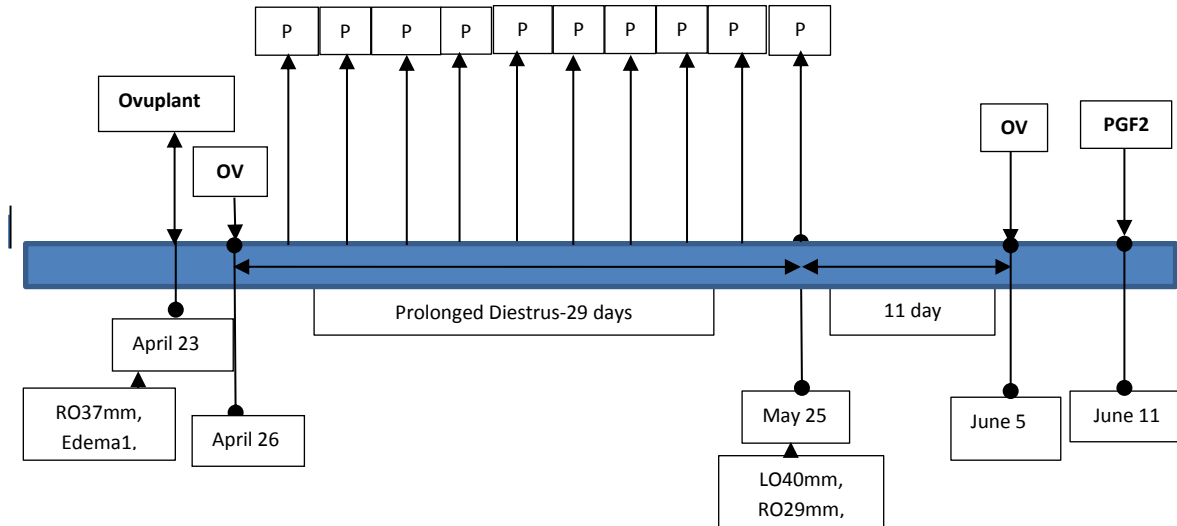 P P P P P P P P P P
Ovuplant
OV
OV
PGF2
Prolonged Diestrus-29 days
11 day
April 23
RO37mm,
Edema1,
April 26
May 25
LO40mm,
RO29mm,
June 5
June 11